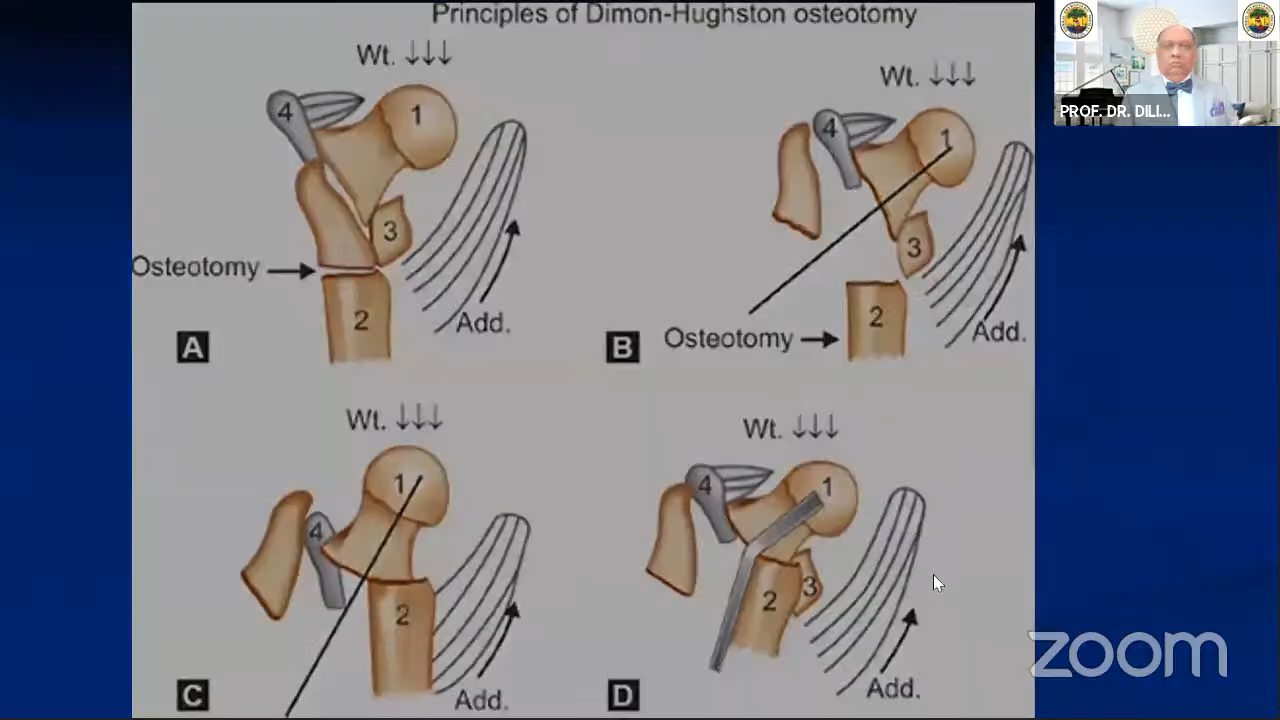 Principles of Dimon-Hughston osteotomy
Wt. ↓↓↓
4
1
3
Osteotomy
2
Add.
A
Wt. ↓↓↓
4
1
3
2
Osteotomy
Add.
B
Wt. ↓↓↓
1
4
2
Add.
C
Wt. ↓↓↓
4
1
3
2
Add.
D
PROF. DR. DILI...
zoom